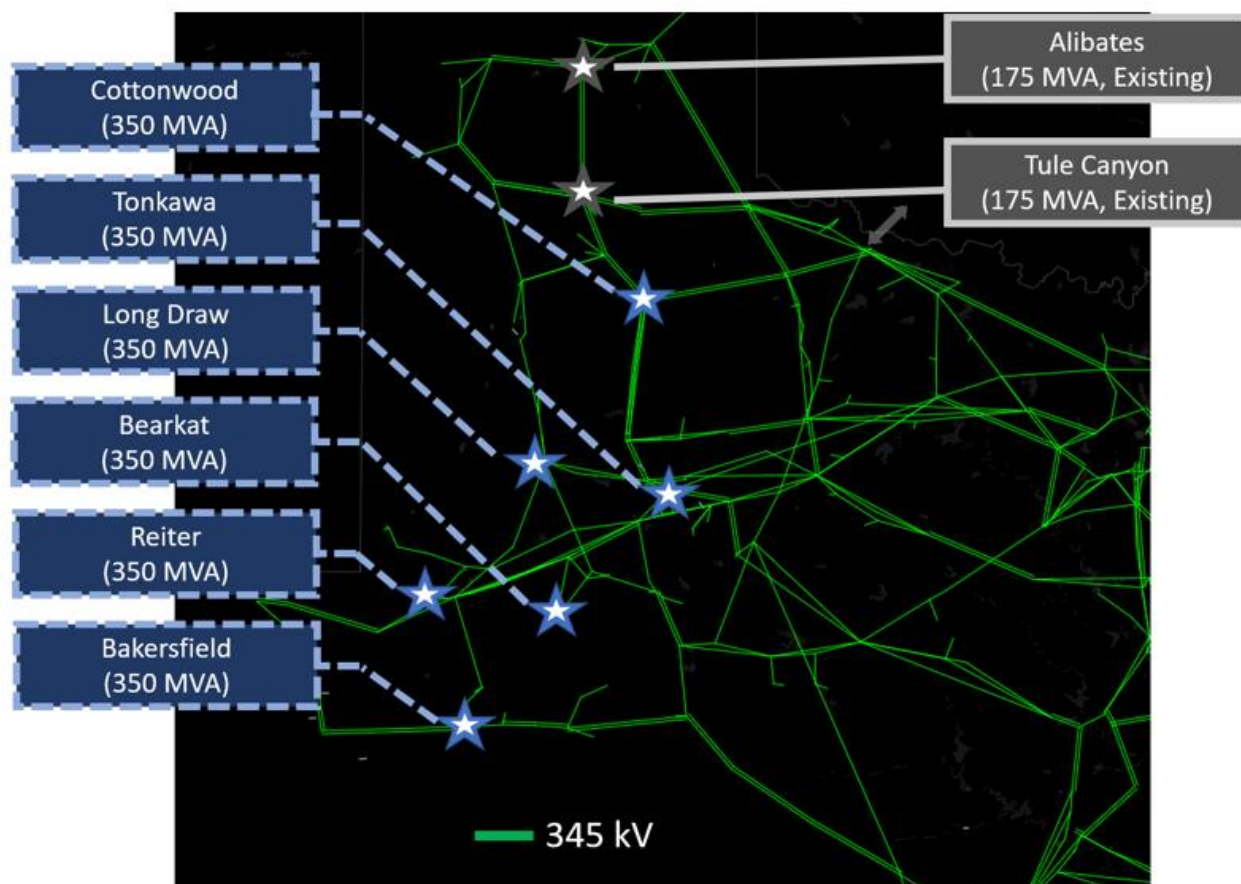 Cottonwood
(350 MVA)
Tonkawa
(350 MVA)
Long Draw
(350 MVA)
Bearkat
(350 MVA)
Reiter
(350 MVA)
Bakersfield
(350 MVA)
Alibates
(175 MVA, Existing)
Tule Canyon
(175 MVA, Existing)
345 kV